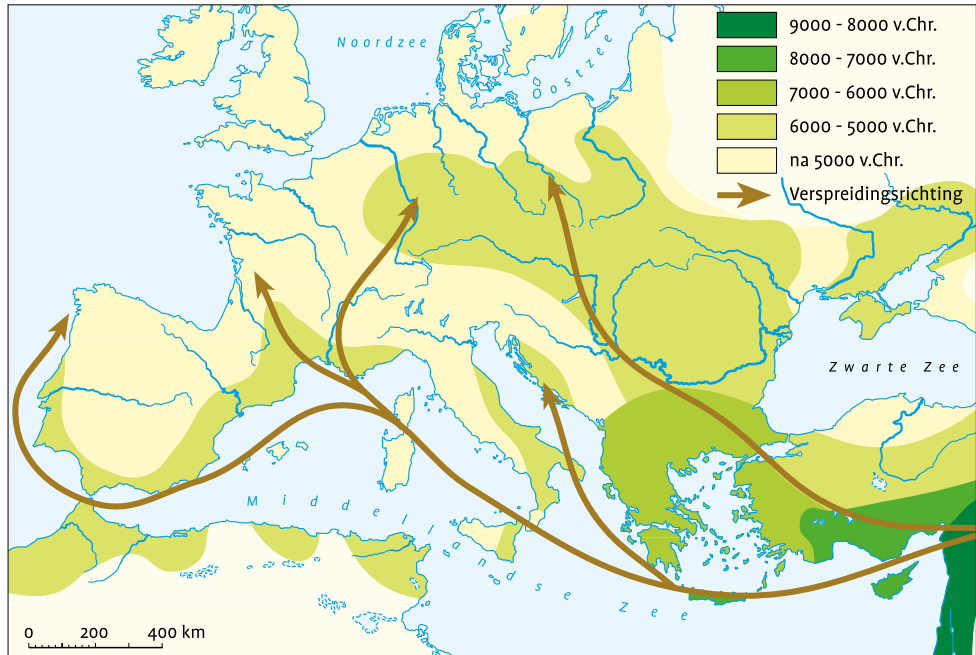 Noordzee
Oostzee
9000 - 8000 v.Chr.
8000 - 7000 v.Chr.
7000 - 6000 v.Chr.
6000 - 5000 v.Chr.
na 5000 v.Chr.
Verspreidingsrichting
Zwarte Zee
Middellandse Zee
0 200 400 km